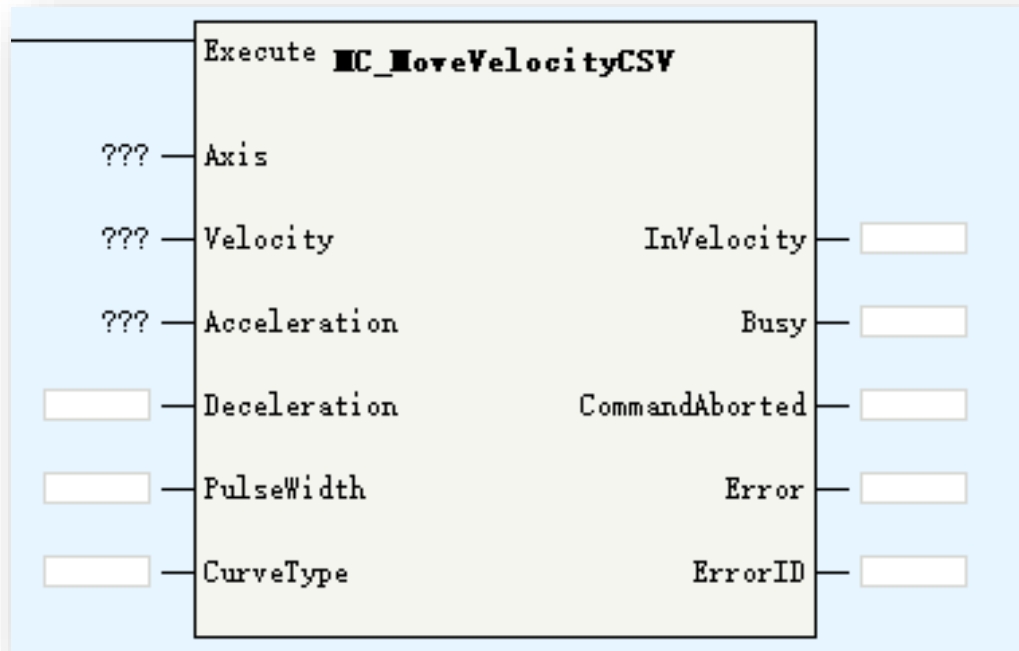 Execute MC_MoveVelocityCSV
??? Axis
??? Velocity InVelocity
??? Acceleration Busy
Deceleration CommandAborted
PulseWidth Error
CurveType ErrorID